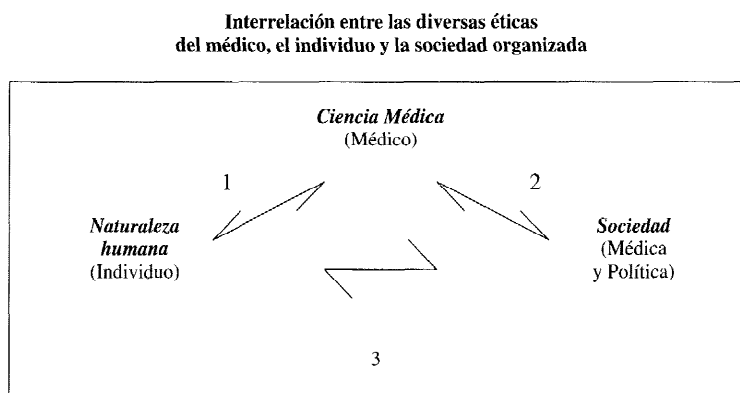 Interrelación entre las diversas éticas
del médico, el individuo y la sociedad organizada
Ciencia Médica
(Médico)
1
2
Naturaleza
humana
(Individuo)
Sociedad
(Médica
y Política)
3